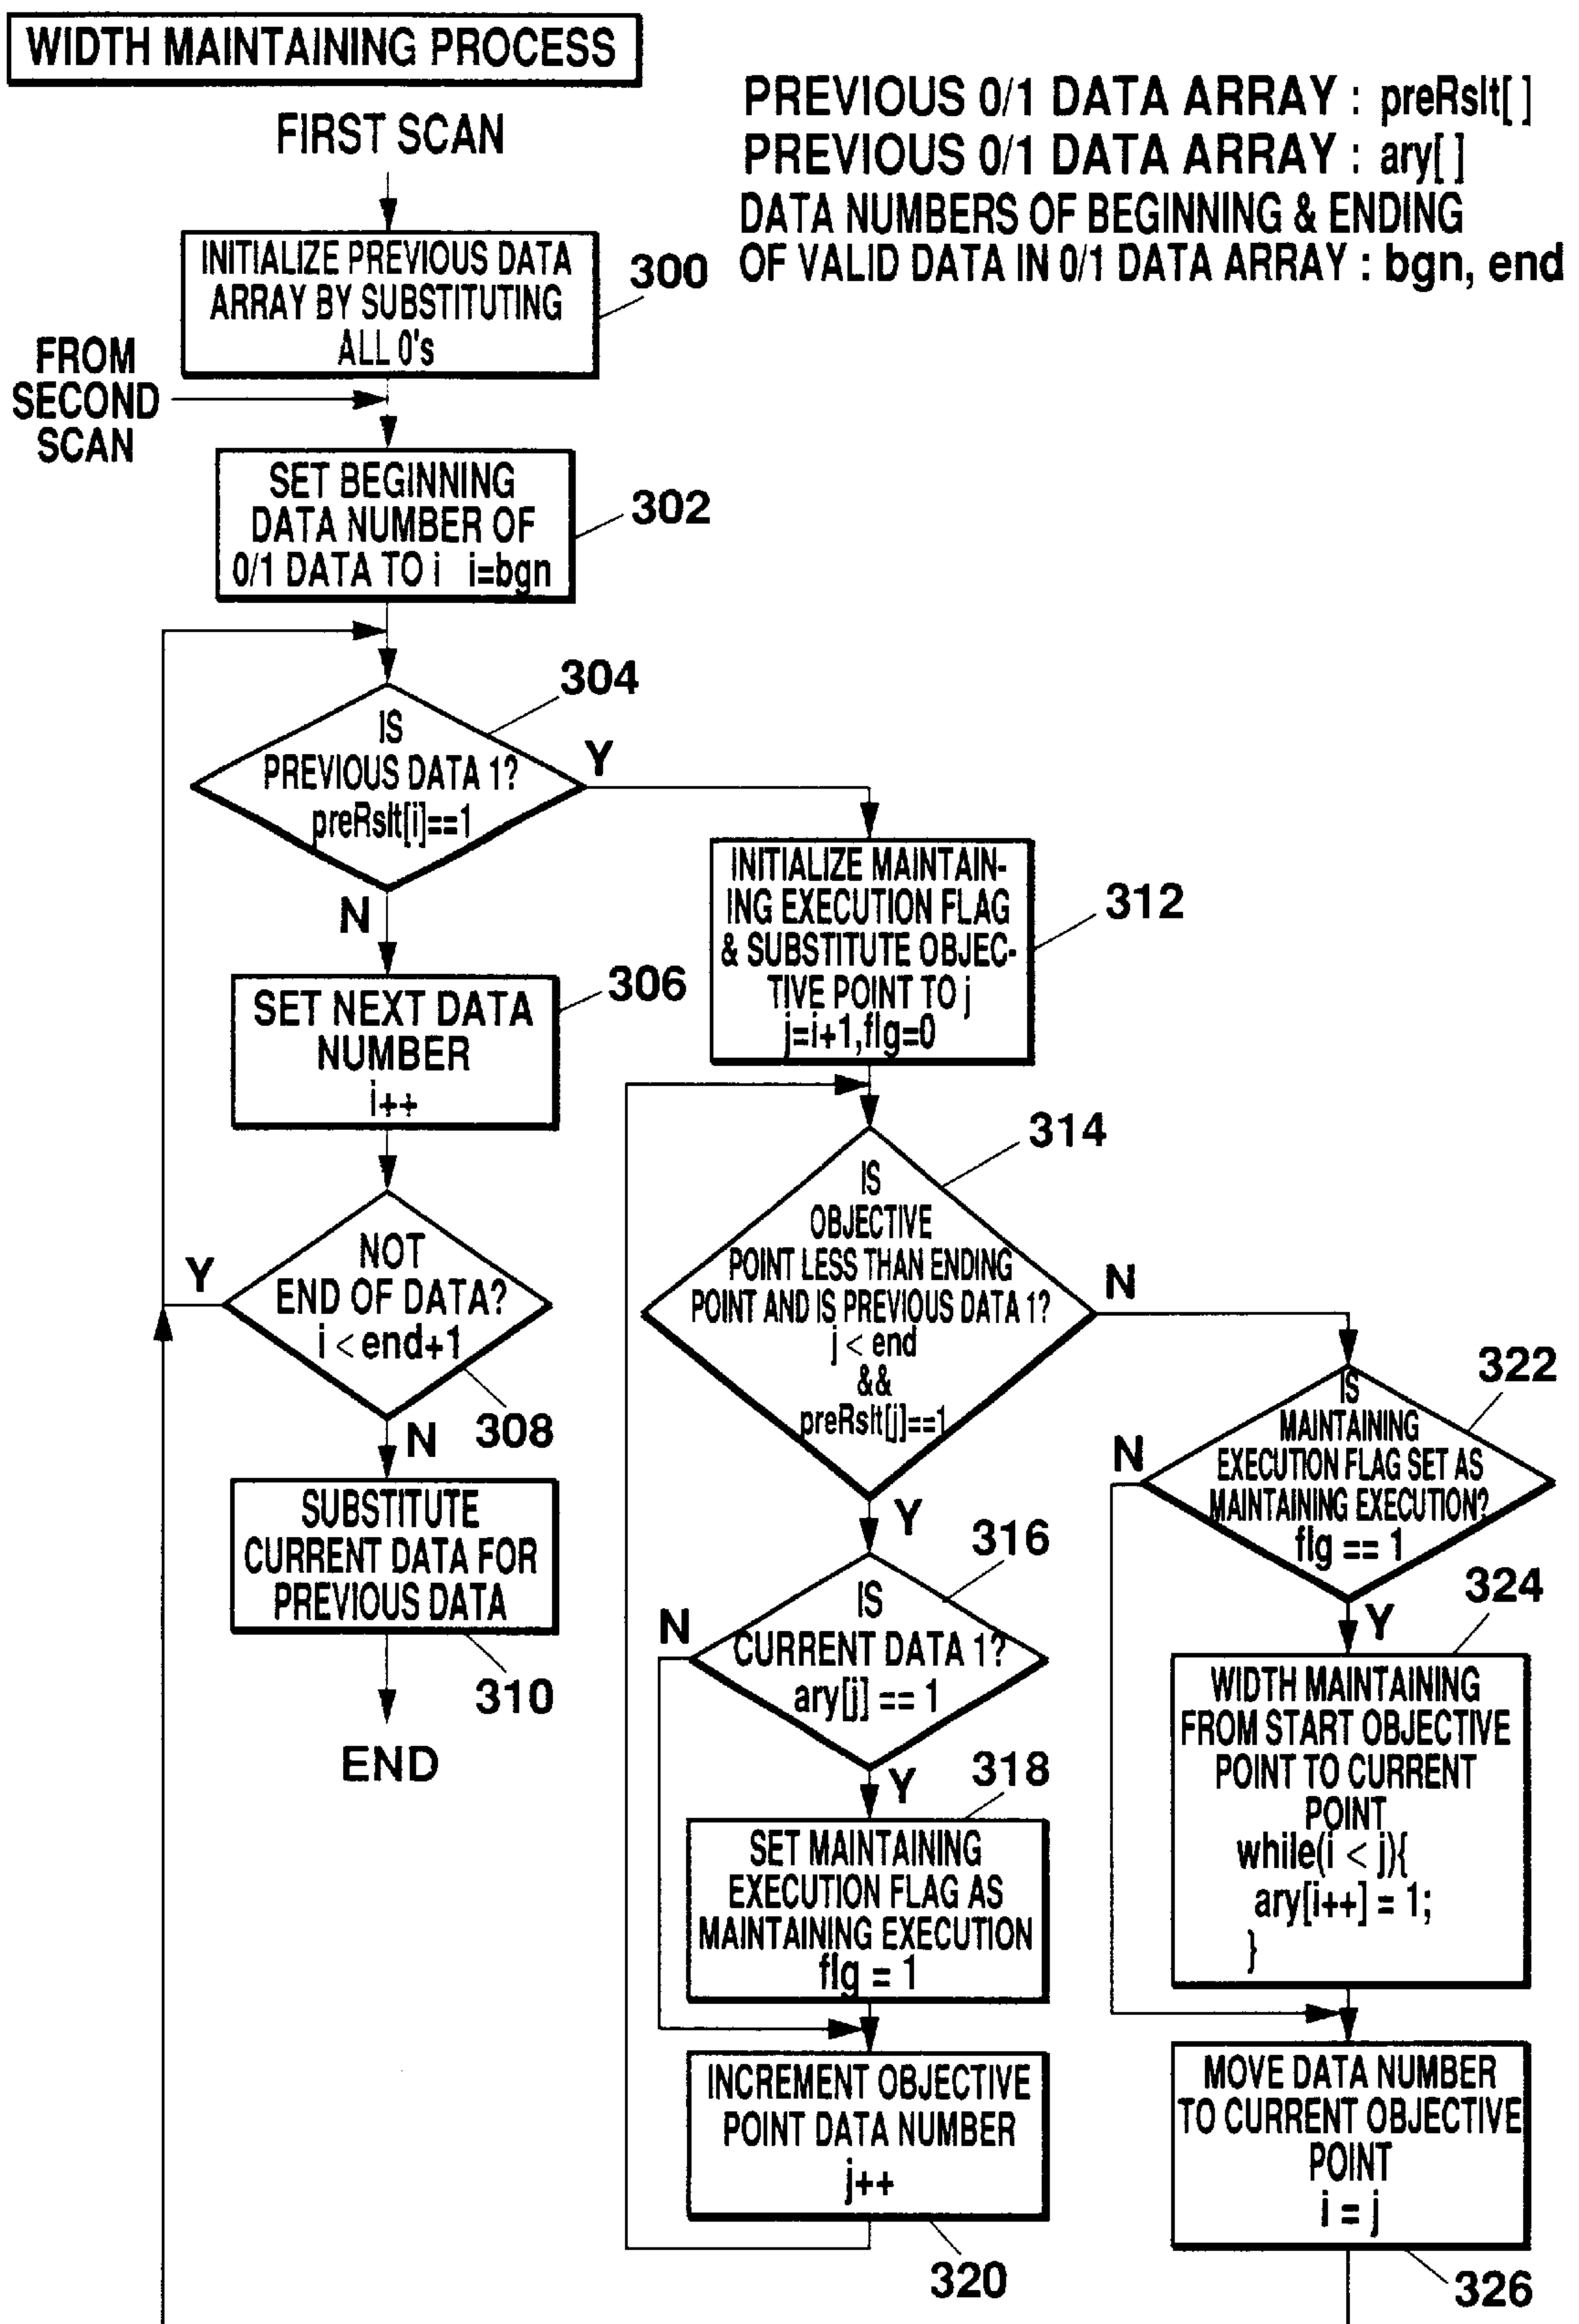 WIDTH MAINTAINING PROCESS
PREVIOUS 0/1 DATA ARRAY : preRslt[ ]
PREVIOUS 0/1 DATA ARRAY : ary[ ]
DATA NUMBERS OF BEGINNING & ENDING
OF VALID DATA IN 0/1 DATA ARRAY : bgn, end
FIRST SCAN
INITIALIZE PREVIOUS DATA
ARRAY BY SUBSTITUTING
ALL 0's
300
FROM
SECOND
SCAN
SET BEGINNING
DATA NUMBER OF
0/1 DATA TO i i=bgn
302
304
IS
PREVIOUS DATA 1?
preRslt[i]==1
Y
N
SET NEXT DATA
NUMBER
i++
306
NOT
END OF DATA?
i < end+1
Y
308
N
SUBSTITUTE
CURRENT DATA FOR
PREVIOUS DATA
310
END
INITIALIZE MAINTAIN-
ING EXECUTION FLAG
& SUBSTITUTE OBJEC-
TIVE POINT TO j
j=i+1,flg=0
312
314
IS
OBJECTIVE
POINT LESS THAN ENDING
POINT AND IS PREVIOUS DATA 1?
j < end
&&
preRslt[j]==1
N
Y
316
IS
CURRENT DATA 1?
ary[j] == 1
N
Y
318
SET MAINTAINING
EXECUTION FLAG AS
MAINTAINING EXECUTION
flg = 1
INCREMENT OBJECTIVE
POINT DATA NUMBER
j++
320
322
IS
MAINTAINING
EXECUTION FLAG SET AS
MAINTAINING EXECUTION?
flg == 1
N
Y
324
WIDTH MAINTAINING
FROM START OBJECTIVE
POINT TO CURRENT
POINT
while(i < j){
ary[i++] = 1;
}
MOVE DATA NUMBER
TO CURRENT OBJECTIVE
POINT
i = j
326